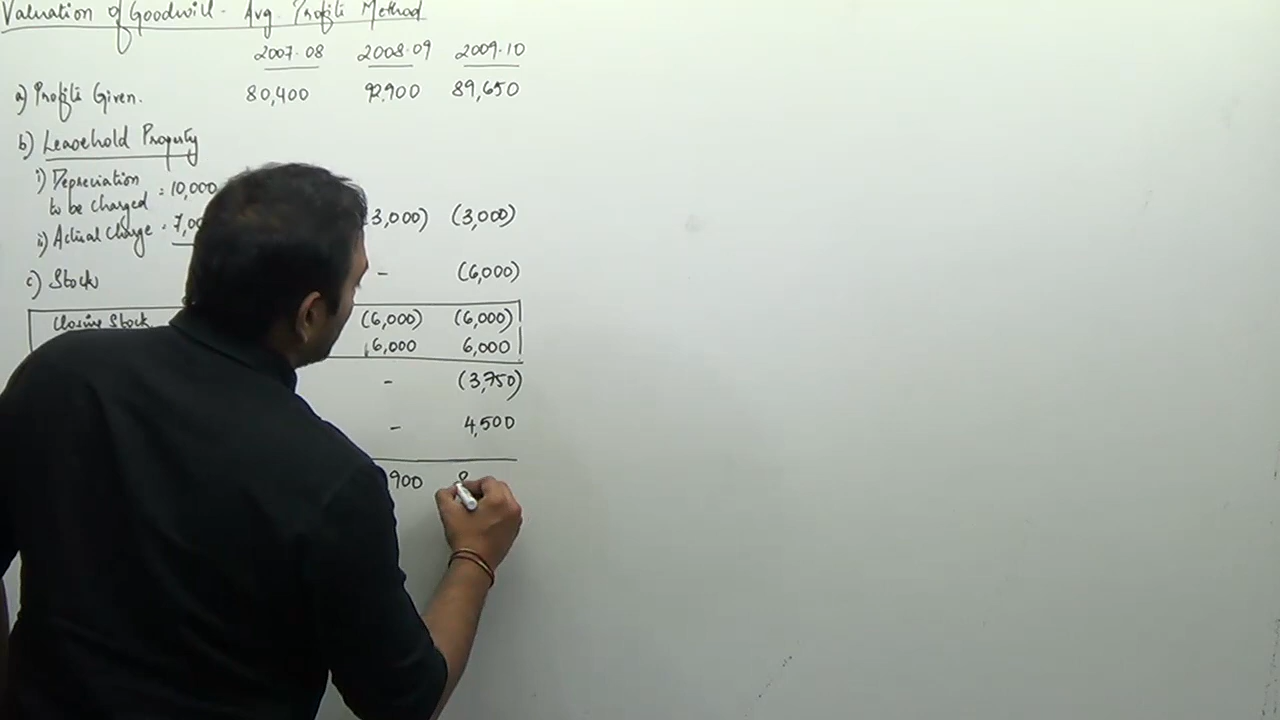 Valuation of Goodwill - Avg. Profits Method
2007-08 2008-09 2009-10
a) Profits Given. 80,400 92,900 89,650
b) Leasehold Property
i) Depreciation
to be charged = 10,000
(3,000) (3,000)
ii) Actual Charge = 7,00
c) Stock - (6,000)
Closing Stock (6,000) (6,000)
6,000 6,000
- (3,750)
- 4,500
900